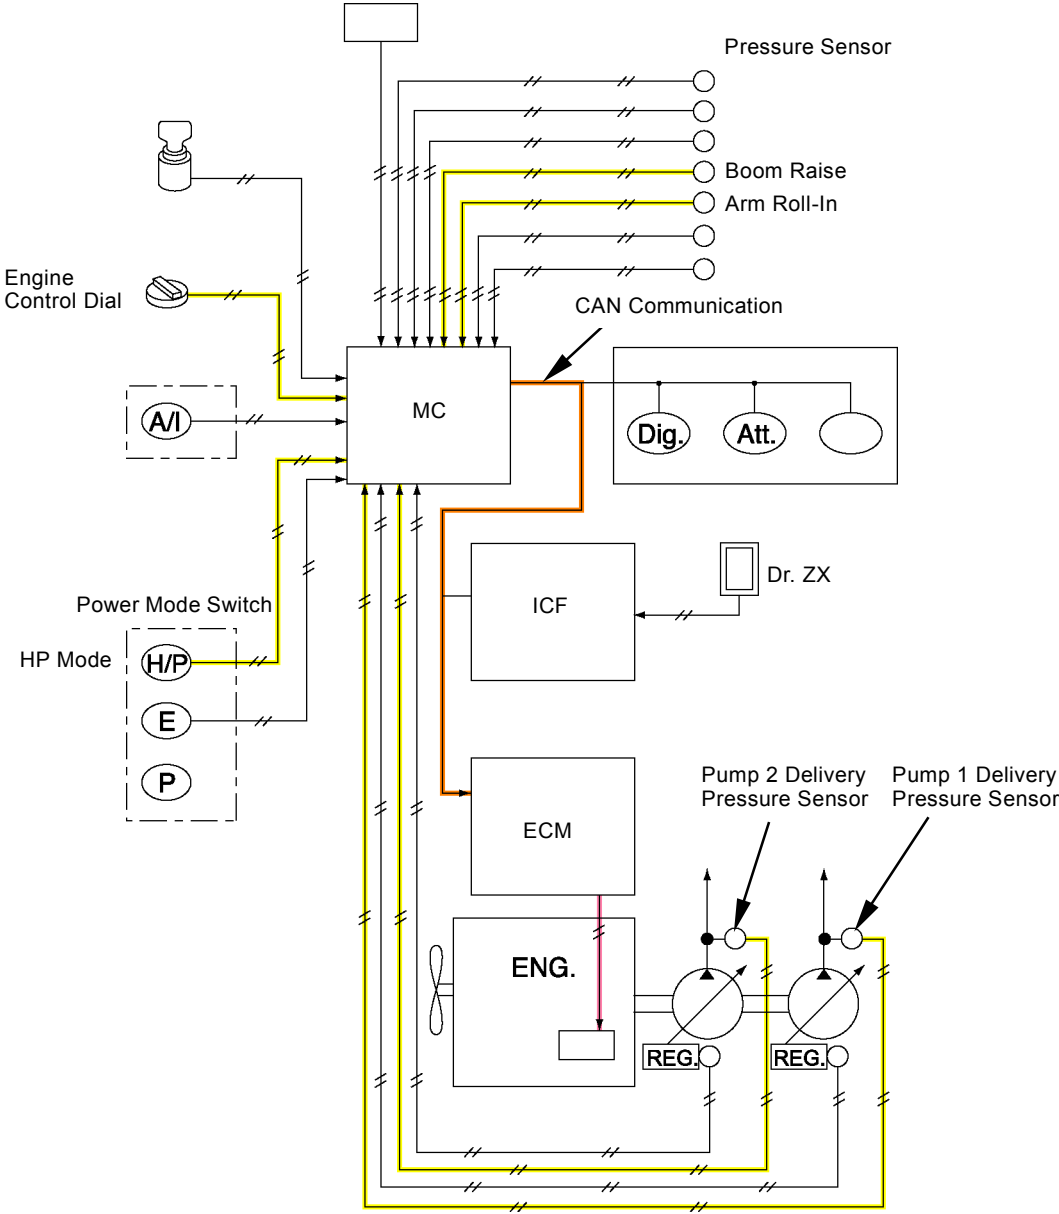 Pressure Sensor
Boom Raise
Arm Roll-In
Engine
Control Dial
CAN Communication
MC
A/I
Dig.
Att.
ICF
Dr. ZX
Power Mode Switch
HP Mode
H/P
E
P
Pump 2 Delivery
Pressure Sensor
Pump 1 Delivery
Pressure Sensor
ECM
ENG.
REG.
REG.